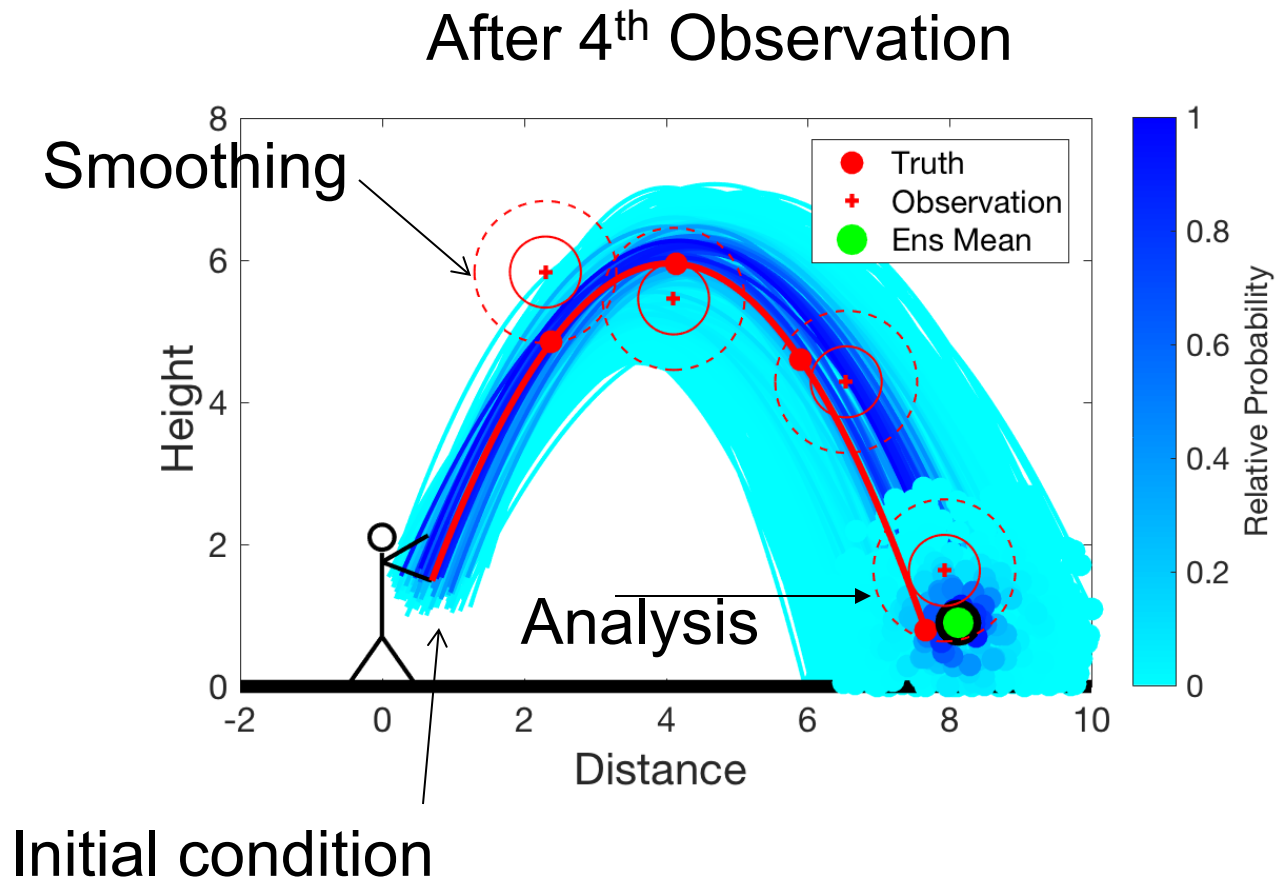 After 4th Observation
Smoothing
8
6
4
2
0
Height
Truth
Observation
Ens Mean
Analysis
-2 0 2 4 6 8 10
Distance
1
0.8
0.6
0.4
0.2
0
Relative Probability
Initial condition